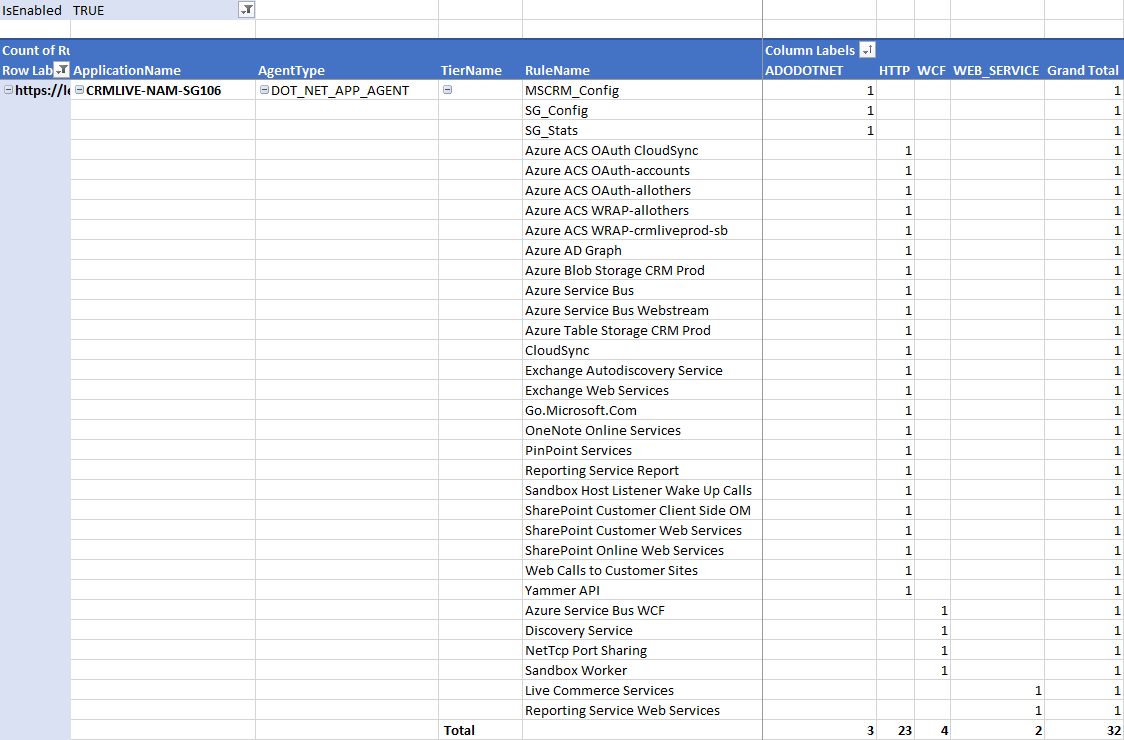 IsEnabled TRUE
Count of Ru Column Labels
Row Lab ApplicationName AgentType TierName RuleName ADODOTNET HTTP WCF WEB_SERVICE Grand Total
https://l CRMLIVE-NAM-SG106 DOT_NET_APP_AGENT MSCRM_Config 1 1
SG_Config 1 1
SG_Stats 1 1
Azure ACS OAuth CloudSync 1 1
Azure ACS OAuth-accounts 1 1
Azure ACS OAuth-allothers 1 1
Azure ACS WRAP-allothers 1 1
Azure ACS WRAP-crmliveprod-sb 1 1
Azure AD Graph 1 1
Azure Blob Storage CRM Prod 1 1
Azure Service Bus 1 1
Azure Service Bus Webstream 1 1
Azure Table Storage CRM Prod 1 1
CloudSync 1 1
Exchange Autodiscovery Service 1 1
Exchange Web Services 1 1
Go.Microsoft.Com 1 1
OneNote Online Services 1 1
PinPoint Services 1 1
Reporting Service Report 1 1
Sandbox Host Listener Wake Up Calls 1 1
SharePoint Customer Client Side OM 1 1
SharePoint Customer Web Services 1 1
SharePoint Online Web Services 1 1
Web Calls to Customer Sites 1 1
Yammer API 1 1
Azure Service Bus WCF 1 1
Discovery Service 1 1
NetTcp Port Sharing 1 1
Sandbox Worker 1 1
Live Commerce Services 1 1
Reporting Service Web Services 1 1
Total 3 23 4 2 32